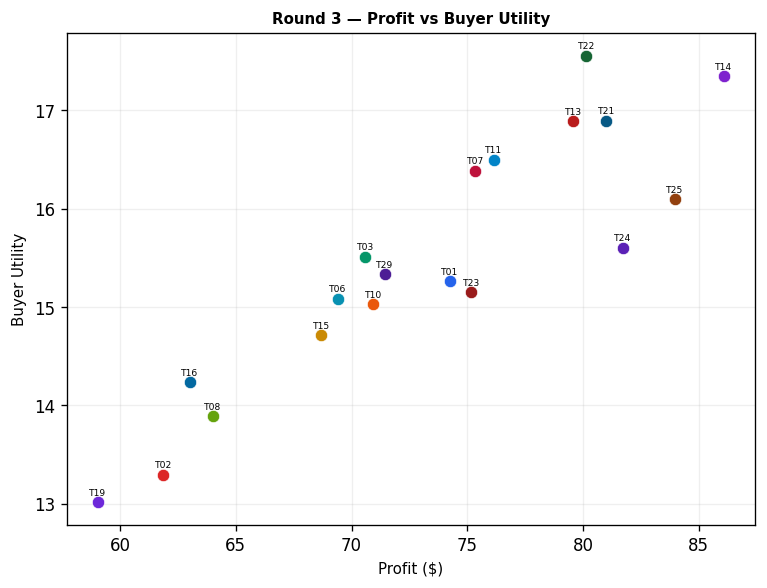 Round 3 — Profit vs Buyer Utility
T22
T14
T13
T21
T11
T07
T25
T24
T03
T29
T01
T23
T06
T10
T15
T16
T08
T02
T19
17
16
15
14
13
Buyer Utility
60
65
70
75
80
85
Profit ($)